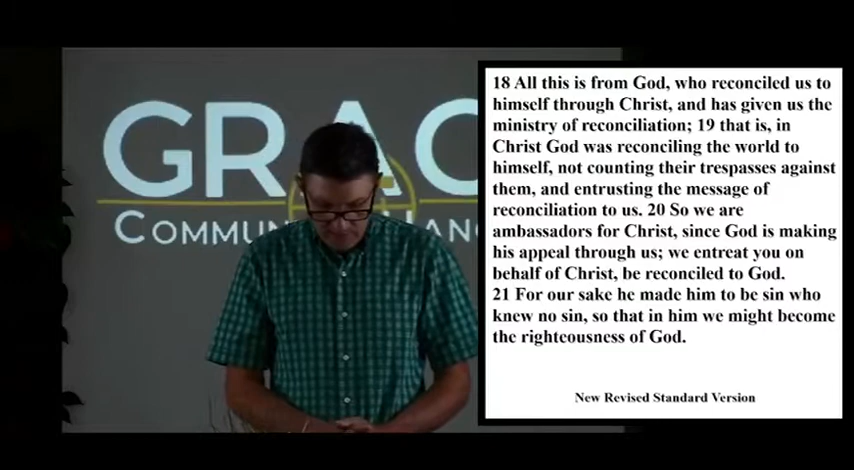 GRAC
COMMUN HANC
18 All this is from God, who reconciled us to
himself through Christ, and has given us the
ministry of reconciliation; 19 that is, in
Christ God was reconciling the world to
himself, not counting their trespasses against
them, and entrusting the message of
reconciliation to us. 20 So we are
ambassadors for Christ, since God is making
his appeal through us; we entreat you on
behalf of Christ, be reconciled to God.
21 For our sake he made him to be sin who
knew no sin, so that in him we might become
the righteousness of God.
New Revised Standard Version